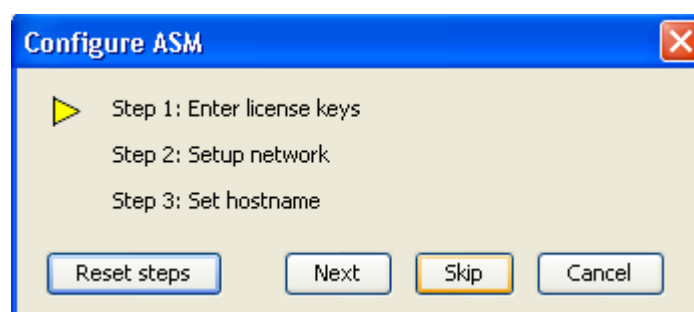 Configure ASM
Step 1: Enter license keys
Step 2: Setup network
Step 3: Set hostname
Reset steps Next Skip Cancel